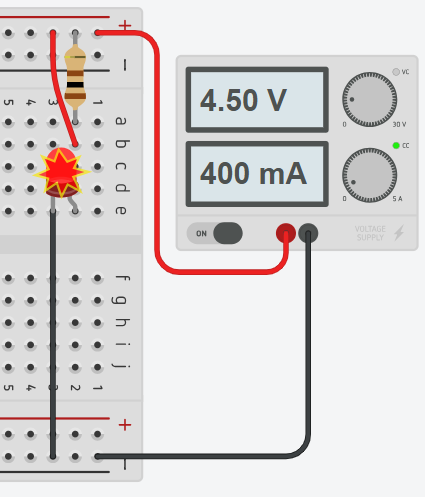 +
−
5 4 3 1
a
b
c
d
e
f
g
h
i
j
5 4 3 2 1
+
−
4.50 V
VC
0 30 V
400 mA
CC
0 5 A
ON
VOLTAGE
SUPPLY